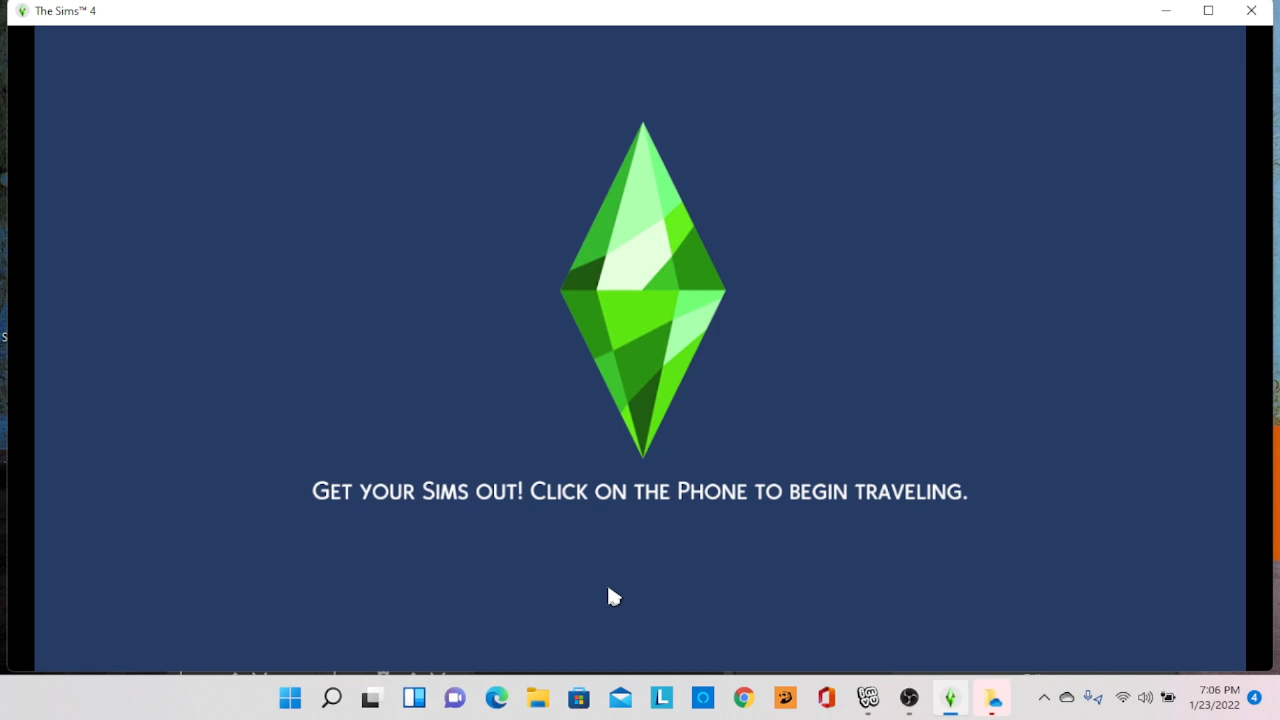 The Sims™ 4
GET YOUR SIMS OUT! CLICK ON THE PHONE TO BEGIN TRAVELING.
7:06 PM
1/23/2022
4